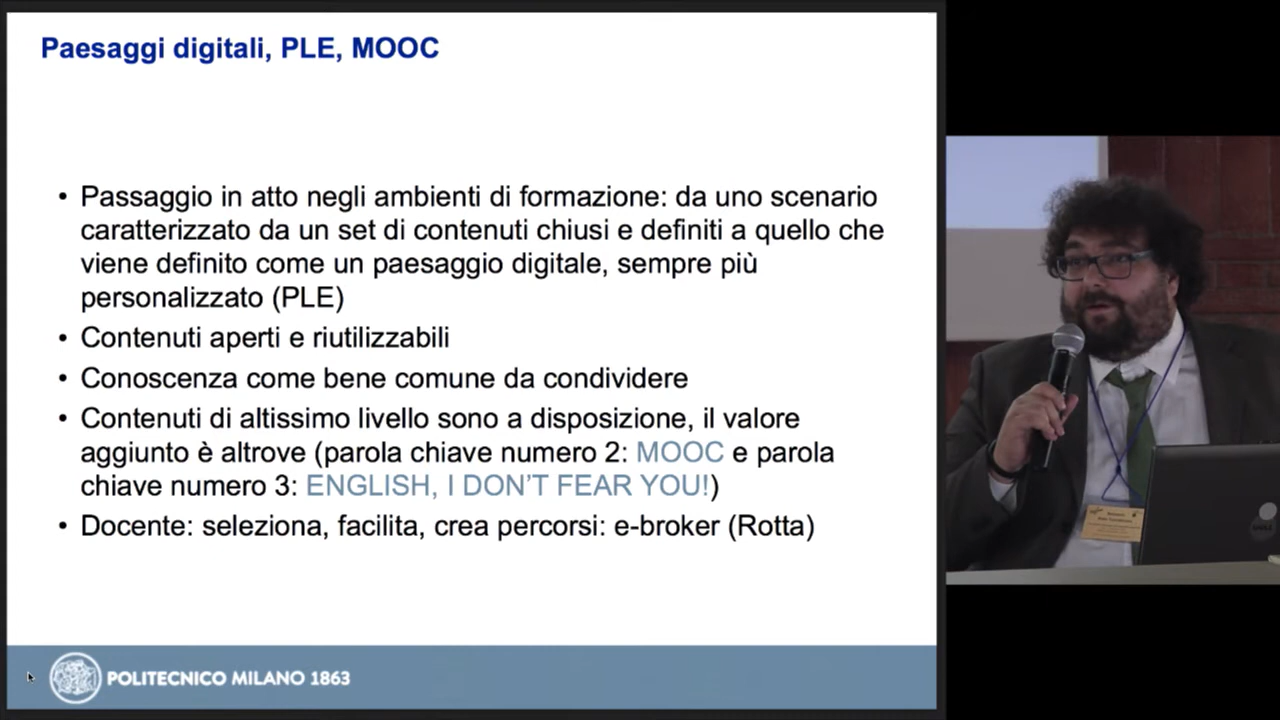 Paesaggi digitali, PLE, MOOC
• Passaggio in atto negli ambienti di formazione: da uno scenario
caratterizzato da un set di contenuti chiusi e definiti a quello che
viene definito come un paesaggio digitale, sempre più
personalizzato (PLE)
• Contenuti aperti e riutilizzabili
• Conoscenza come bene comune da condividere
• Contenuti di altissimo livello sono a disposizione, il valore
aggiunto è altrove (parola chiave numero 2: MOOC e parola
chiave numero 3: ENGLISH, I DON'T FEAR YOU!)
• Docente: seleziona, facilita, crea percorsi: e-broker (Rotta)
POLITECNICO MILANO 1863